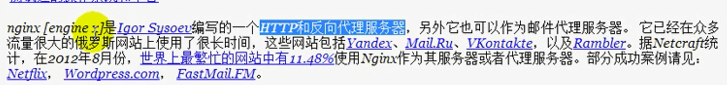 nginx [engine x]是Igor Sysoev编写的一个HTTP和反向代理服务器，另外它也可以作为邮件代理服务器。 它已经在众多
流量很大的俄罗斯网站上使用了很长时间，这些网站包括Yandex、Mail.Ru、VKontakte，以及Rambler。据Netcraft统
计，在2012年8月份，世界上最繁忙的网站中有11.48%使用Nginx作为其服务器或者代理服务器。部分成功案例请见：
Netflix， Wordpress.com， FastMail.FM。